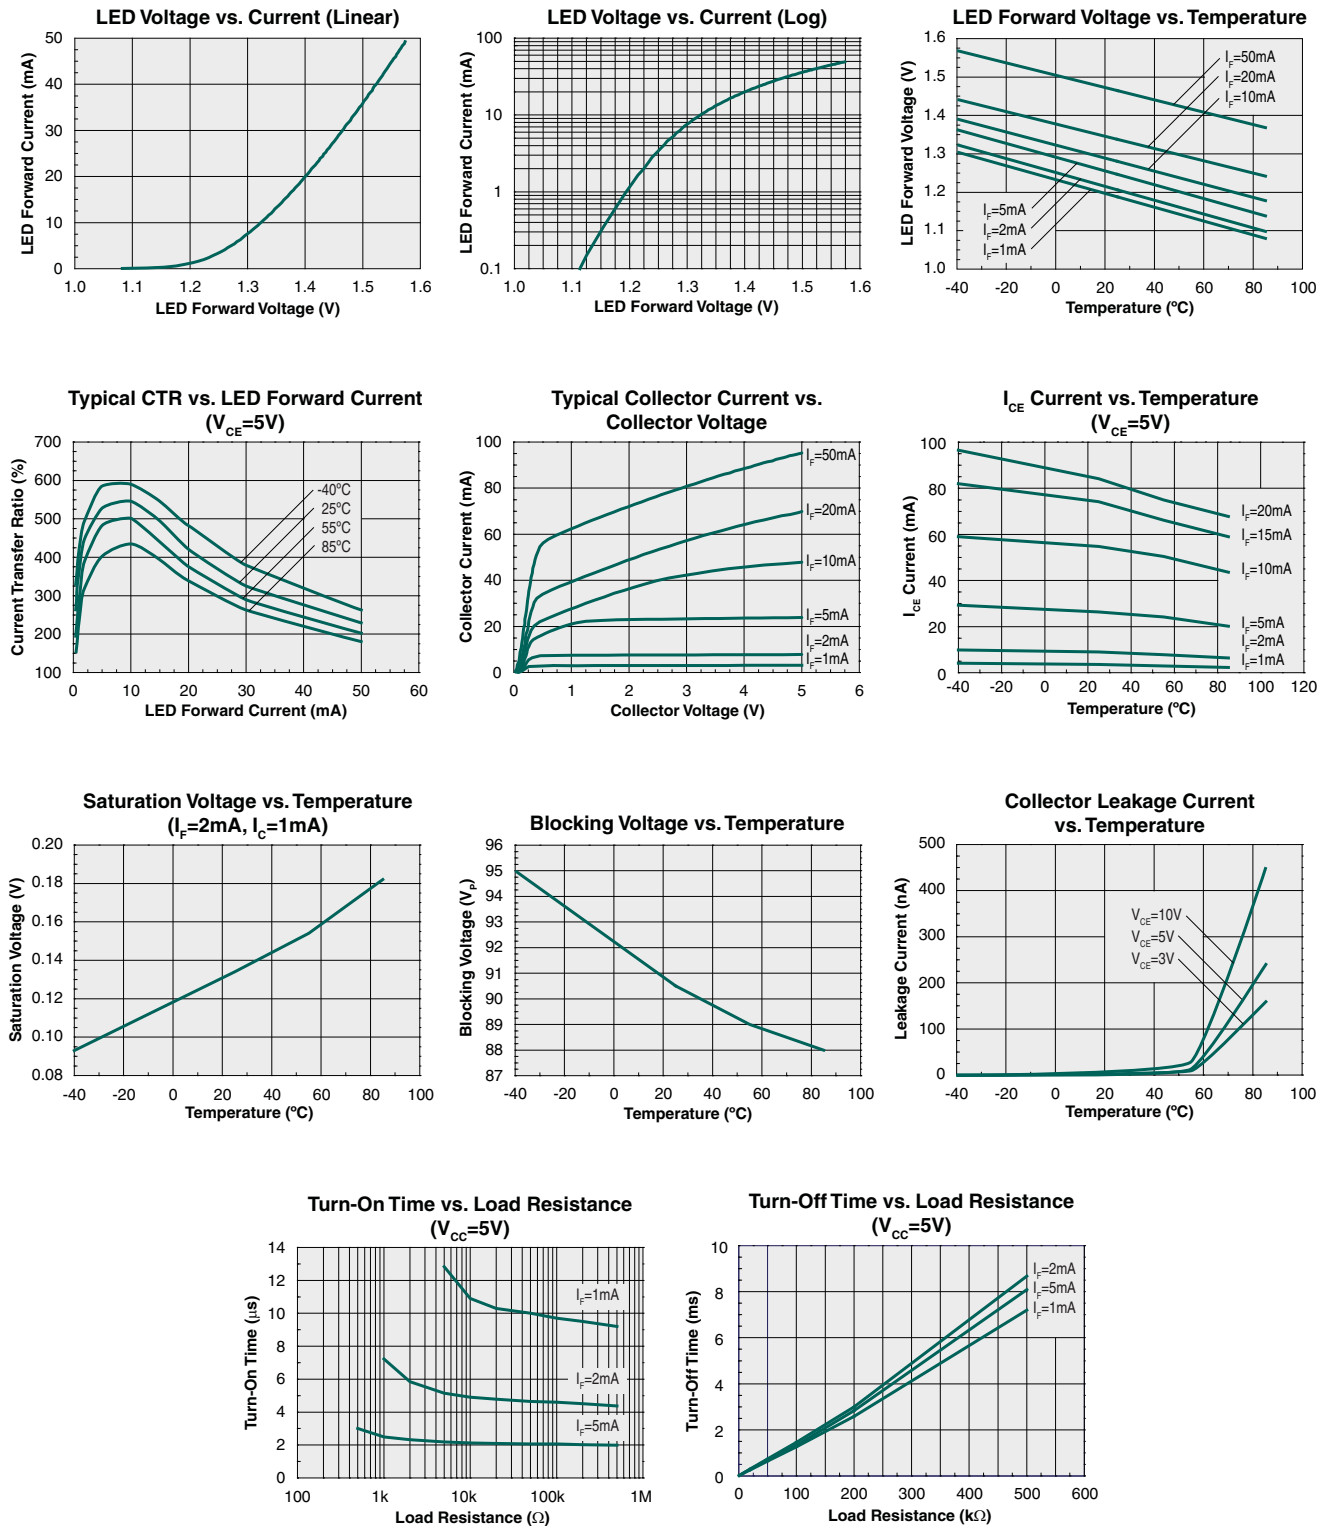 LED Voltage vs. Current (Linear)
LED Forward Current (mA)
50
40
30
20
10
0
1.0 1.1 1.2 1.3 1.4 1.5 1.6
LED Forward Voltage (V)
LED Voltage vs. Current (Log)
LED Forward Current (mA)
100
10
1
0.1
1.0 1.1 1.2 1.3 1.4 1.5 1.6
LED Forward Voltage (V)
LED Forward Voltage vs. Temperature
LED Forward Voltage (V)
1.6
1.5
1.4
1.3
1.2
1.1
1.0
IF=50mA
IF=20mA
IF=10mA
IF=5mA
IF=2mA
IF=1mA
-40 -20 0 20 40 60 80 100
Temperature (ºC)
Typical CTR vs. LED Forward Current
(VCE=5V)
Current Transfer Ratio (%)
700
600
500
400
300
200
100
-40ºC
25ºC
55ºC
85ºC
0 10 20 30 40 50 60
LED Forward Current (mA)
Typical Collector Current vs.
Collector Voltage
Collector Current (mA)
100
80
60
40
20
0
IF=50mA
IF=20mA
IF=10mA
IF=5mA
IF=2mA
IF=1mA
0 1 2 3 4 5 6
Collector Voltage (V)
ICE Current vs. Temperature
(VCE=5V)
ICE Current (mA)
100
80
60
40
20
0
IF=20mA
IF=15mA
IF=10mA
IF=5mA
IF=2mA
IF=1mA
-40 -20 0 20 40 60 80 100 120
Temperature (ºC)
Saturation Voltage vs. Temperature
(IF=2mA, IC=1mA)
Saturation Voltage (V)
0.20
0.18
0.16
0.14
0.12
0.10
0.08
-40 -20 0 20 40 60 80 100
Temperature (ºC)
Blocking Voltage vs. Temperature
Blocking Voltage (VP)
96
95
94
93
92
91
90
89
88
87
-40 -20 0 20 40 60 80 100
Temperature (ºC)
Collector Leakage Current
vs. Temperature
Leakage Current (nA)
500
400
300
200
100
0
VCE=10V
VCE=5V
VCE=3V
-40 -20 0 20 40 60 80 100
Temperature (ºC)
Turn-On Time vs. Load Resistance
(VCC=5V)
Turn-On Time (μs)
14
12
10
8
6
4
2
0
IF=1mA
IF=2mA
IF=5mA
100 1k 10k 100k 1M
Load Resistance (Ω)
Turn-Off Time vs. Load Resistance
(VCC=5V)
Turn-Off Time (ms)
10
8
6
4
2
0
IF=2mA
IF=5mA
IF=1mA
0 100 200 300 400 500 600
Load Resistance (kΩ)